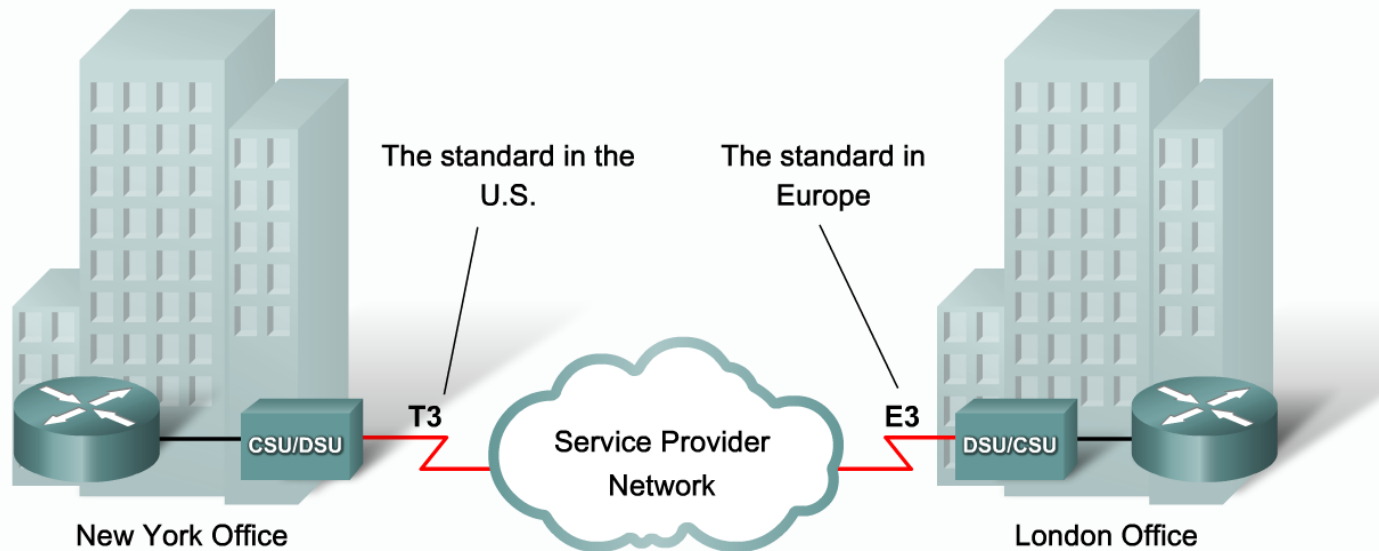 The standard in the
U.S.
The standard in
Europe
T3
E3
CSU/DSU
DSU/CSU
Service Provider
Network
New York Office
London Office